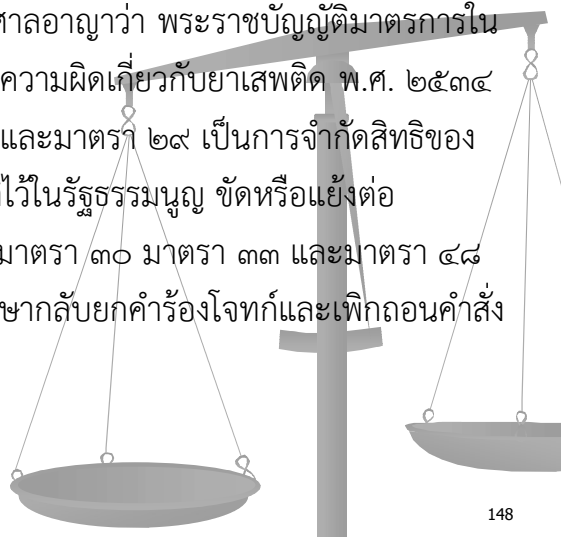 ศาลอาญาว่า พระราชบัญญัติมาตรการใน
ความผิดเกี่ยวกับยาเสพติด พ.ศ. ๒๕๓๔
และมาตรา ๒๙ เป็นการจำกัดสิทธิของ
ไว้ในรัฐธรรมนูญ ขัดหรือแย้งต่อ
มาตรา ๓๐ มาตรา ๓๓ และมาตรา ๔๘
ษากลับยกคำร้องโจทก์และเพิกถอนคำสั่ง
148